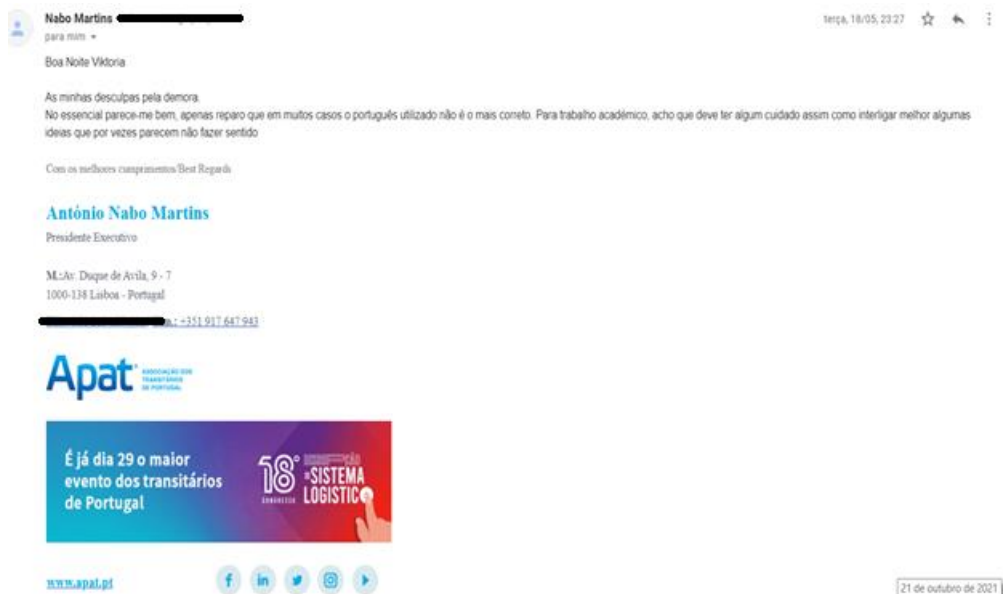 Nabo Martins
terça, 18/05, 23:27
para mim
Boa Noite Viktoria
As minhas desculpas pela demora.
No essencial parece-me bem, apenas reparo que em muitos casos o português utilizado não é o mais correto. Para trabalho académico, acho que deve ter algum cuidado assim como interligar melhor algumas
ideias que por vezes parecem não fazer sentido
Com os melhores cumprimentos/Best Regards
António Nabo Martins
Presidente Executivo
M.:Av. Duque de Avila, 9 - 7
1000-138 Lisboa - Portugal
+351 917 647 943
Apat
ASSOCIAÇÃO DOS
TRANSITÁRIOS
DE PORTUGAL
É já dia 29 o maior
evento dos transitários
de Portugal
18º
CONGRESSO
SISTEMA
LOGISTICO
www.apat.pt
21 de outubro de 2021